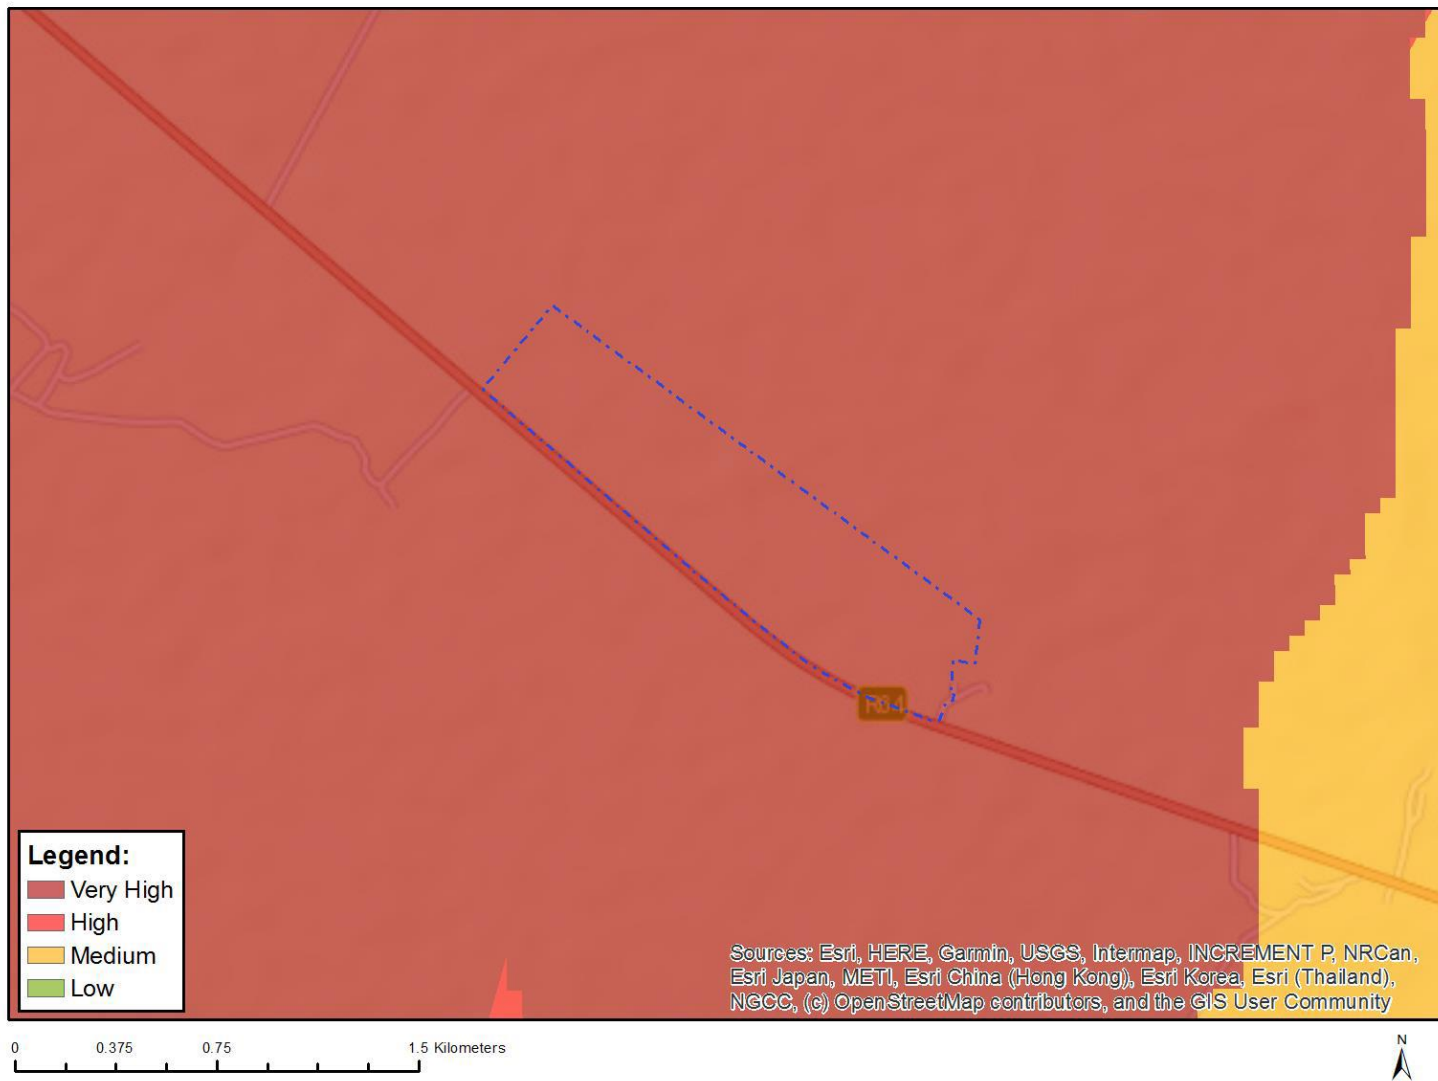 Legend:
Very High
High
Medium
Low
Sources: Esri, HERE, Garmin, USGS, Intermap, INCREMENT P, NRCan,
Esri Japan, METI, Esri China (Hong Kong), Esri Korea, Esri (Thailand),
NGCC, (c) OpenStreetMap contributors, and the GIS User Community
0 0.375 0.75 1.5 Kilometers
N